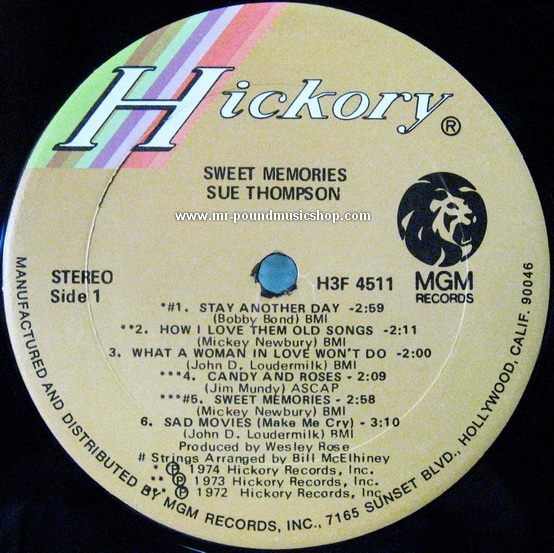 Hickory ®
SWEET MEMORIES
SUE THOMPSON
www.mr-poundmusicshop.com
STEREO
Side 1
H3F 4511
MGM
RECORDS
*#1. STAY ANOTHER DAY -2:59
(Bobby Bond) BMI
**2. HOW I LOVE THEM OLD SONGS -2:11
(Mickey Newbury) BMI
3. WHAT A WOMAN IN LOVE WON'T DO -2:00
(John D. Loudermilk) BMI
***4. CANDY AND ROSES -2:09
(Jim Mundy) ASCAP
***#5. SWEET MEMORIES -2:58
(Mickey Newbury) BMI
6. SAD MOVIES (Make Me Cry) -3:10
(John D. Loudermilk) BMI
Produced by Wesley Rose
# Strings Arranged by Bill McElhiney
* Ⓟ 1974 Hickory Records, Inc.
** Ⓟ 1973 Hickory Records, Inc.
*** Ⓟ 1972 Hickory Records, Inc.
MANUFACTURED AND DISTRIBUTED BY MGM RECORDS, INC., 7165 SUNSET BLVD., HOLLYWOOD, CALIF. 90046